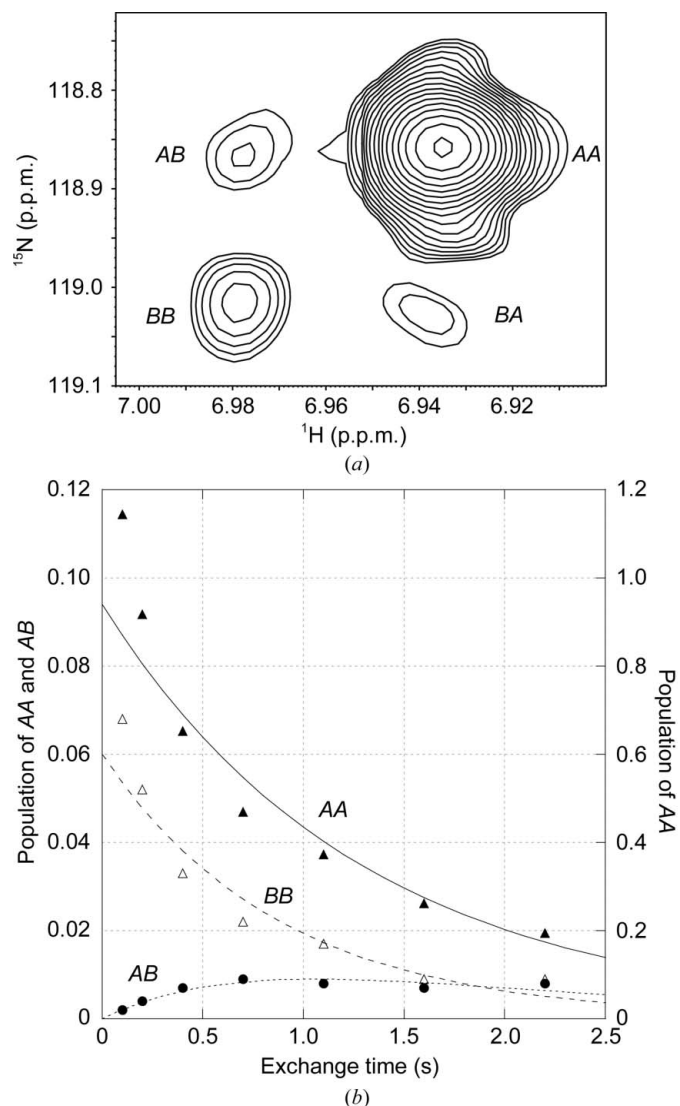 118.8
118.9
119.0
119.1
¹⁵N (p.p.m.)
AB
AA
BB
BA
7.00 6.98 6.96 6.94 6.92
¹H (p.p.m.)
(a)
0.12
0.10
0.08
0.06
0.04
0.02
0
Population of AA and AB
1.2
1.0
0.8
0.6
0.4
0.2
0
Population of AA
AA
BB
AB
0.0 0.5 1.0 1.5 2.0 2.5
Exchange time (s)
(b)